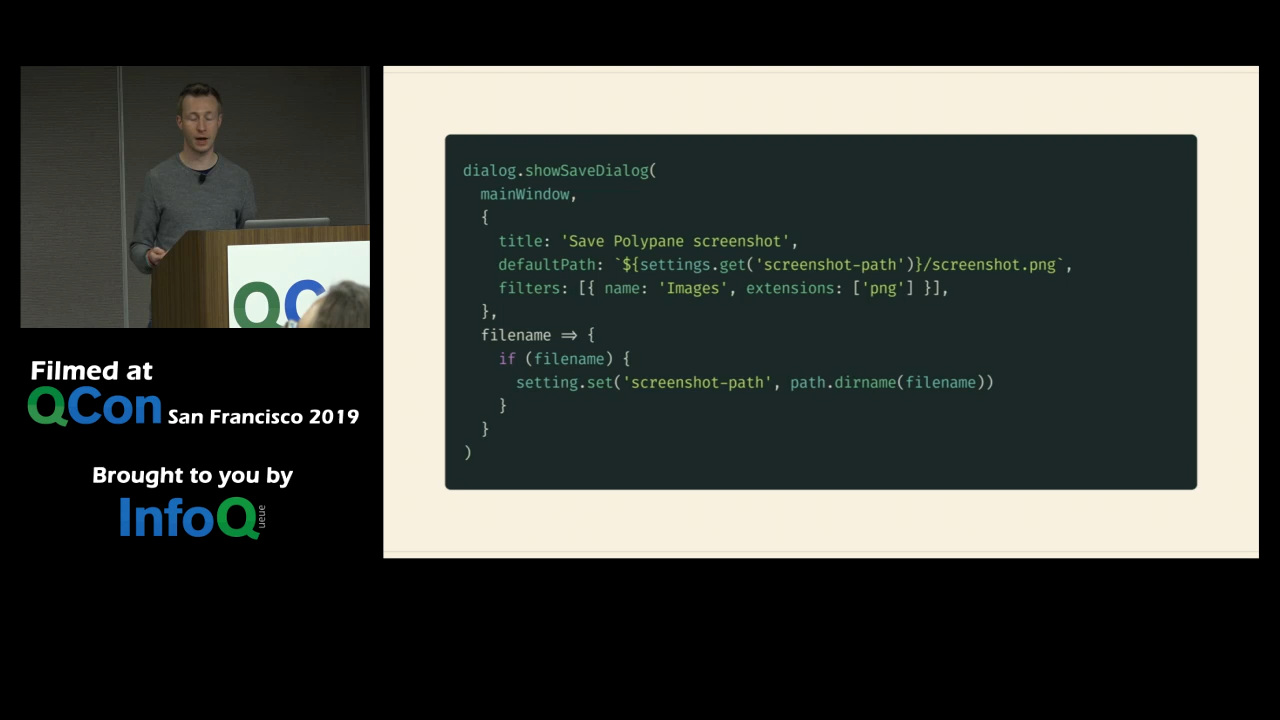 QC
Filmed at
QCon San Francisco 2019
Brought to you by
InfoQ
ueue
dialog.showSaveDialog(
  mainWindow,
  {
    title: 'Save Polypane screenshot',
    defaultPath: `${settings.get('screenshot-path')}/screenshot.png`,
    filters: [{ name: 'Images', extensions: ['png'] }],
  },
  filename ⇒ {
    if (filename) {
      setting.set('screenshot-path', path.dirname(filename))
    }
  }
)